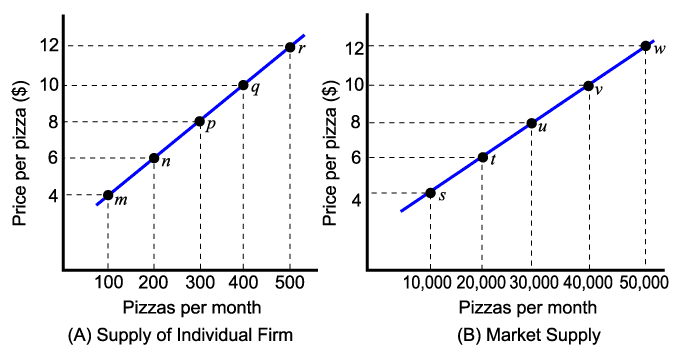 Price per pizza ($)
12
10
8
6
4
r
q
p
n
m
100 200 300 400 500
Pizzas per month
(A) Supply of Individual Firm
Price per pizza ($)
12
10
8
6
4
w
v
u
t
s
10,000 20,000 30,000 40,000 50,000
Pizzas per month
(B) Market Supply